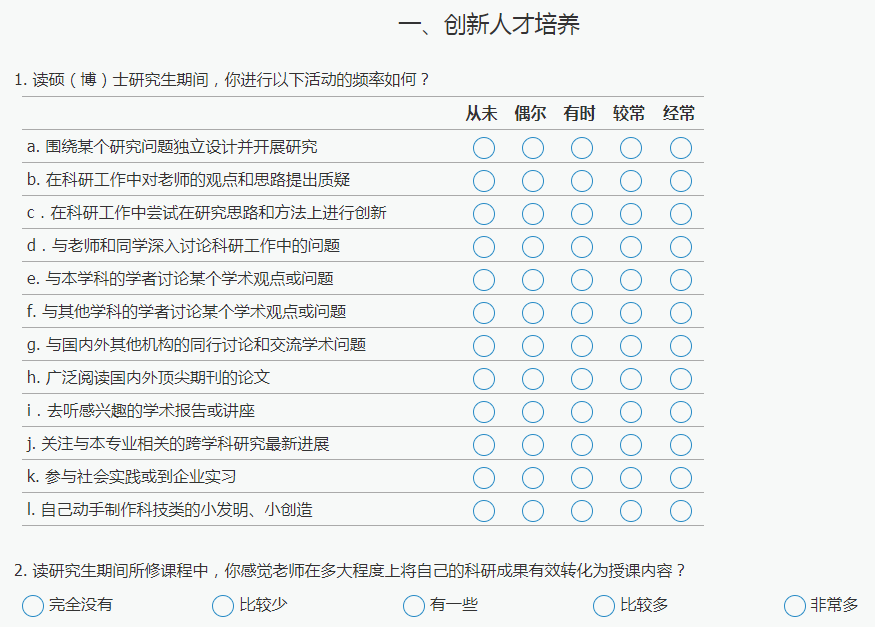 一、创新人才培养
1. 读硕（博）士研究生期间，你进行以下活动的频率如何？
从未 偶尔 有时 较常 经常
a. 围绕某个研究问题独立设计并开展研究
b. 在科研工作中对老师的观点和思路提出质疑
c．在科研工作中尝试在研究思路和方法上进行创新
d．与老师和同学深入讨论科研工作中的问题
e. 与本学科的学者讨论某个学术观点或问题
f. 与其他学科的学者讨论某个学术观点或问题
g. 与国内外其他机构的同行讨论和交流学术问题
h. 广泛阅读国内外顶尖期刊的论文
i．去听感兴趣的学术报告或讲座
j. 关注与本专业相关的跨学科研究最新进展
k. 参与社会实践或到企业实习
l. 自己动手制作科技类的小发明、小创造
2. 读研究生期间所修课程中，你感觉老师在多大程度上将自己的科研成果有效转化为授课内容？
完全没有 比较少 有一些 比较多 非常多